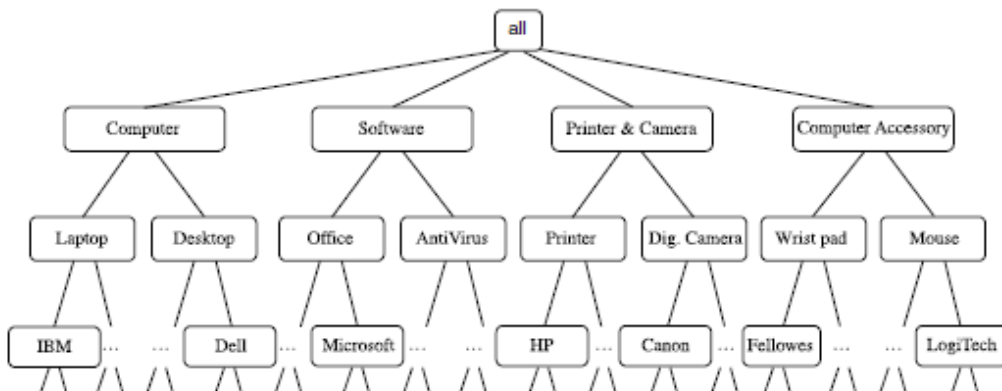 all
Computer
Software
Printer & Camera
Computer Accessory
Laptop
Desktop
Office
AntiVirus
Printer
Dig. Camera
Wrist pad
Mouse
IBM
...
...
Dell
...
Microsoft
...
...
HP
...
Canon
...
Fellowes
...
...
LogiTech